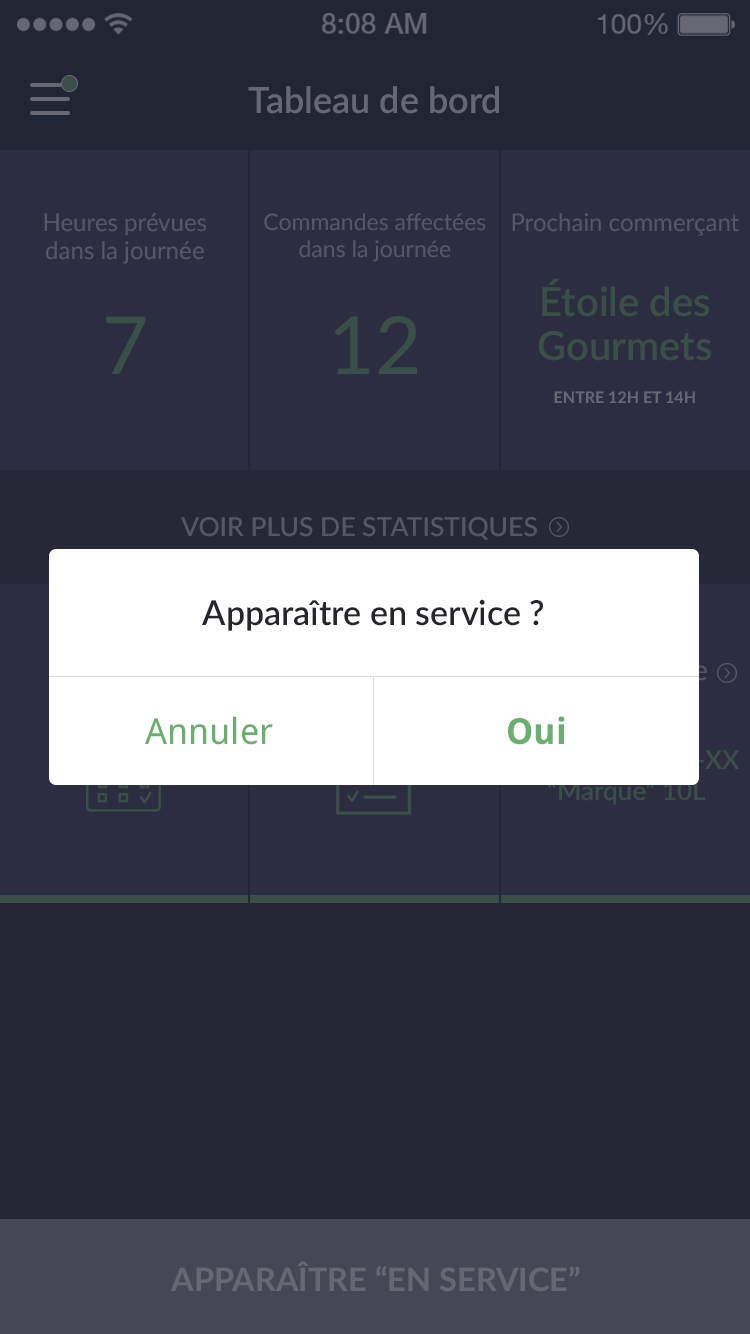 8:08 AM
100%
Tableau de bord
Heures prévues
dans la journée
7
Commandes affectées
dans la journée
12
Prochain commerçant
Étoile des
Gourmets
ENTRE 12H ET 14H
VOIR PLUS DE STATISTIQUES
Apparaître en service ?
Annuler
Oui
-XX
"Marque" 10L
APPARAÎTRE “EN SERVICE”